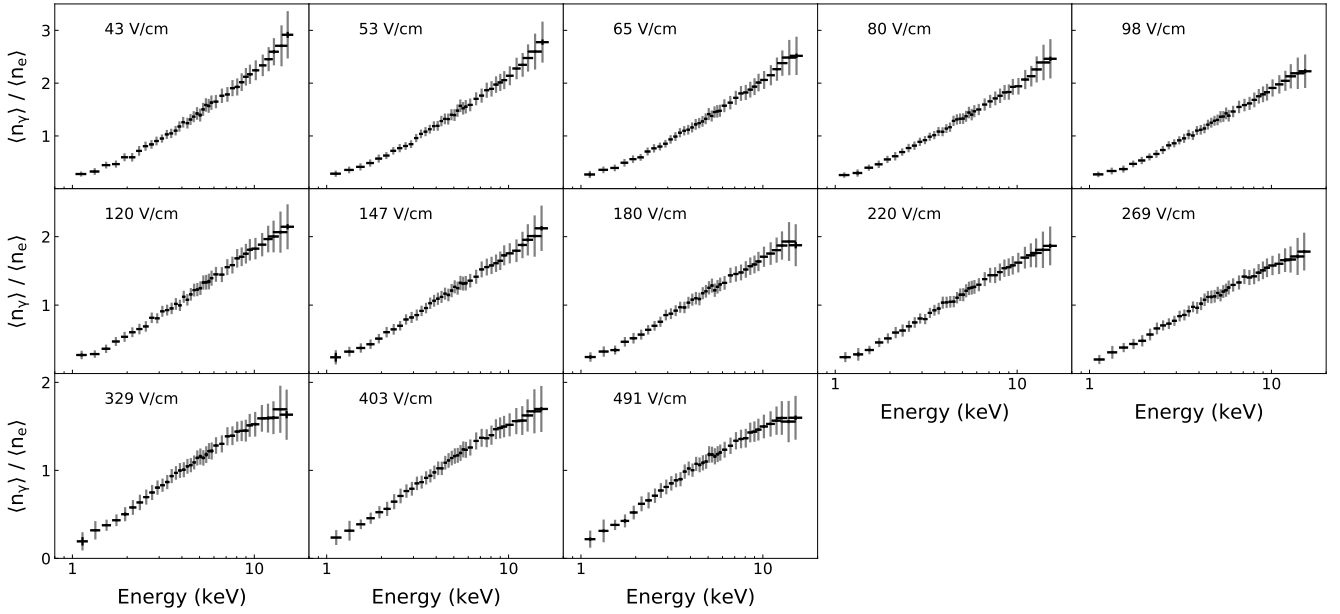 3
2
1
⟨nγ⟩ / ⟨ne⟩
43 V/cm
53 V/cm
65 V/cm
80 V/cm
98 V/cm
2
1
⟨nγ⟩ / ⟨ne⟩
120 V/cm
147 V/cm
180 V/cm
220 V/cm
269 V/cm
1 10
1 10
Energy (keV)
Energy (keV)
2
1
0
⟨nγ⟩ / ⟨ne⟩
329 V/cm
403 V/cm
491 V/cm
1 10
1 10
1 10
Energy (keV)
Energy (keV)
Energy (keV)